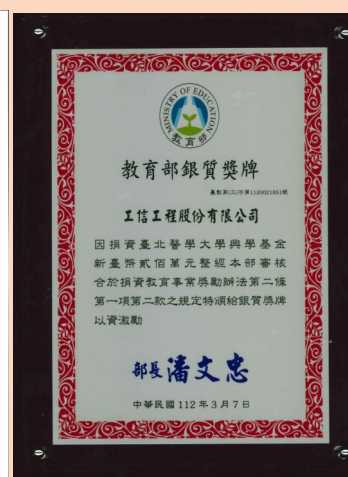 MINISTRY OF EDUCATION
教育部
教育部銀質獎牌
臺教高(三)字第1120021851號
工信工程股份有限公司
因捐資臺北醫學大學興學基金
新臺幣貳佰萬元整經本部審核
合於捐資教育事業獎勵辦法第二條
第一項第二款之規定特頒給銀質獎牌
以資激勵
部長潘文忠
中華民國112年3月7日